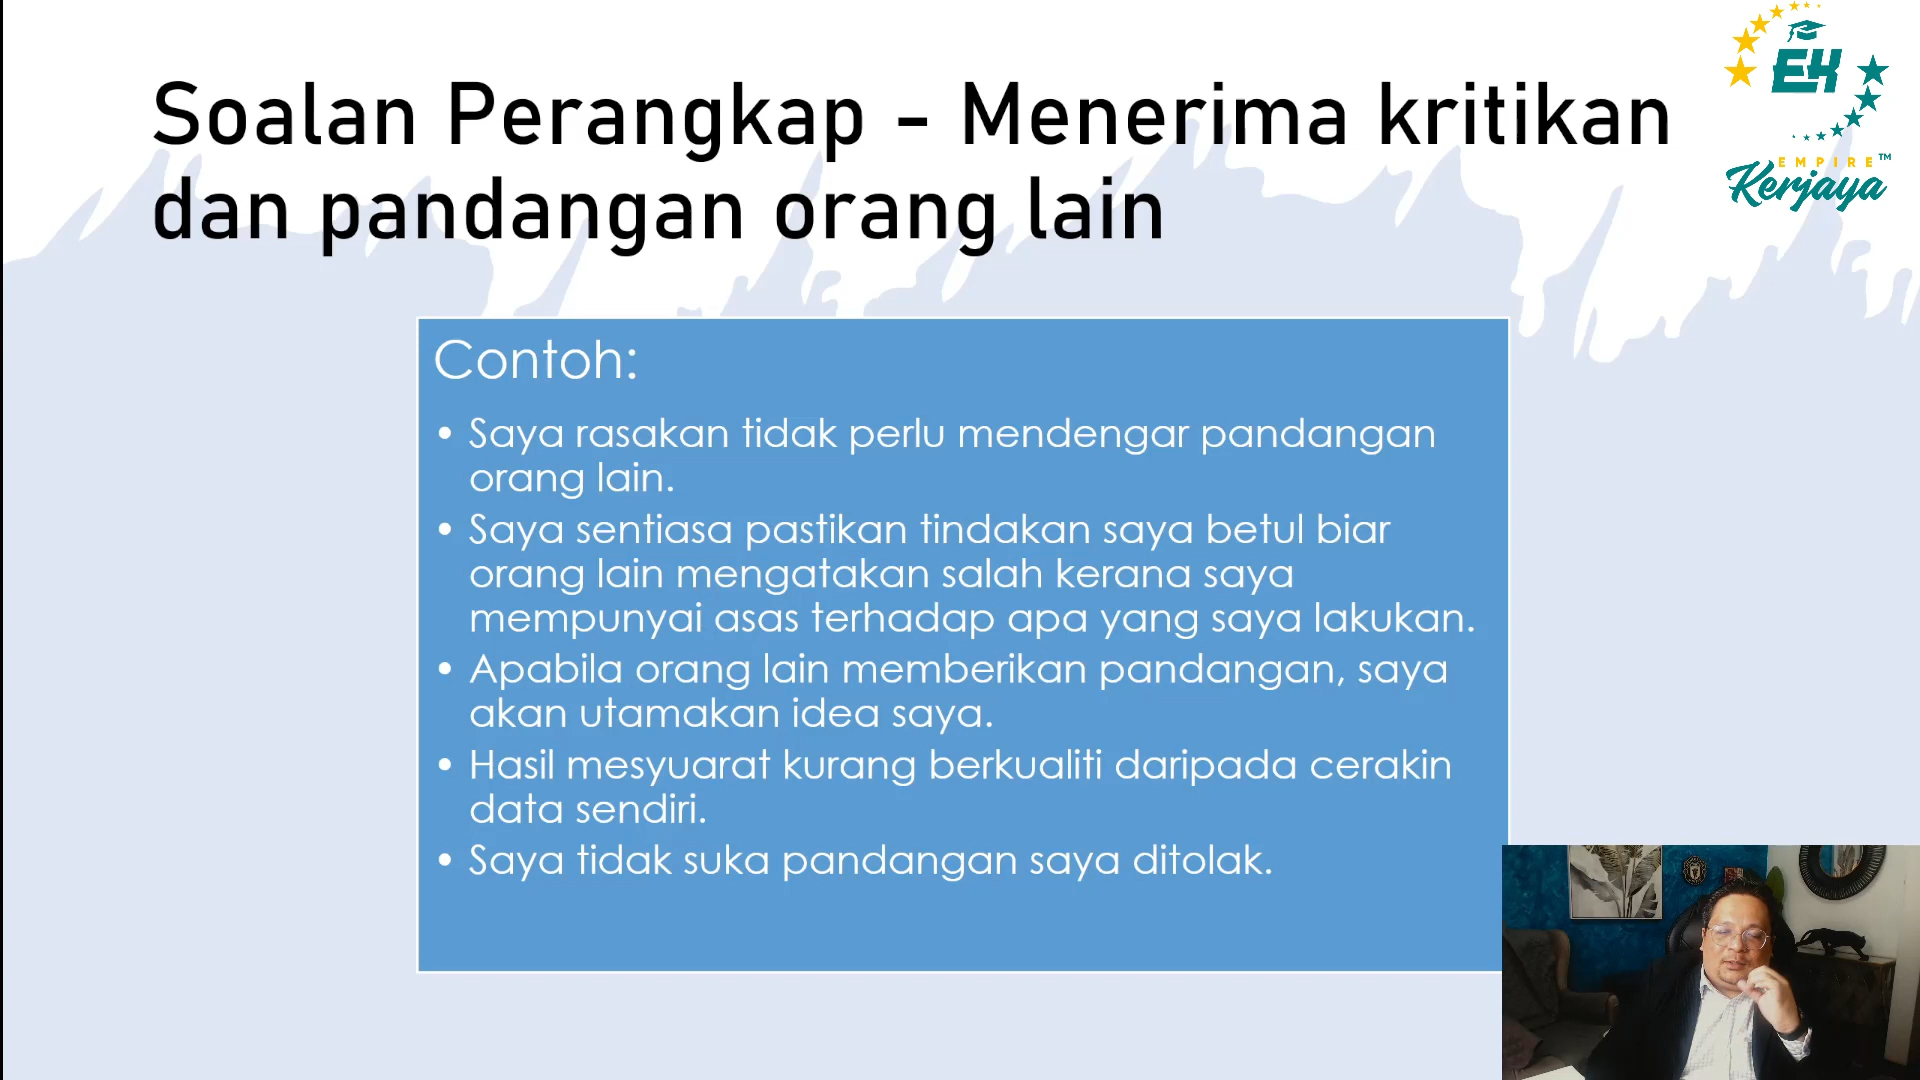 Soalan Perangkap - Menerima kritikan
dan pandangan orang lain
EK
EMPIRE™
Kerjaya
Contoh:
• Saya rasakan tidak perlu mendengar pandangan
orang lain.
• Saya sentiasa pastikan tindakan saya betul biar
orang lain mengatakan salah kerana saya
mempunyai asas terhadap apa yang saya lakukan.
• Apabila orang lain memberikan pandangan, saya
akan utamakan idea saya.
• Hasil mesyuarat kurang berkualiti daripada cerakin
data sendiri.
• Saya tidak suka pandangan saya ditolak.